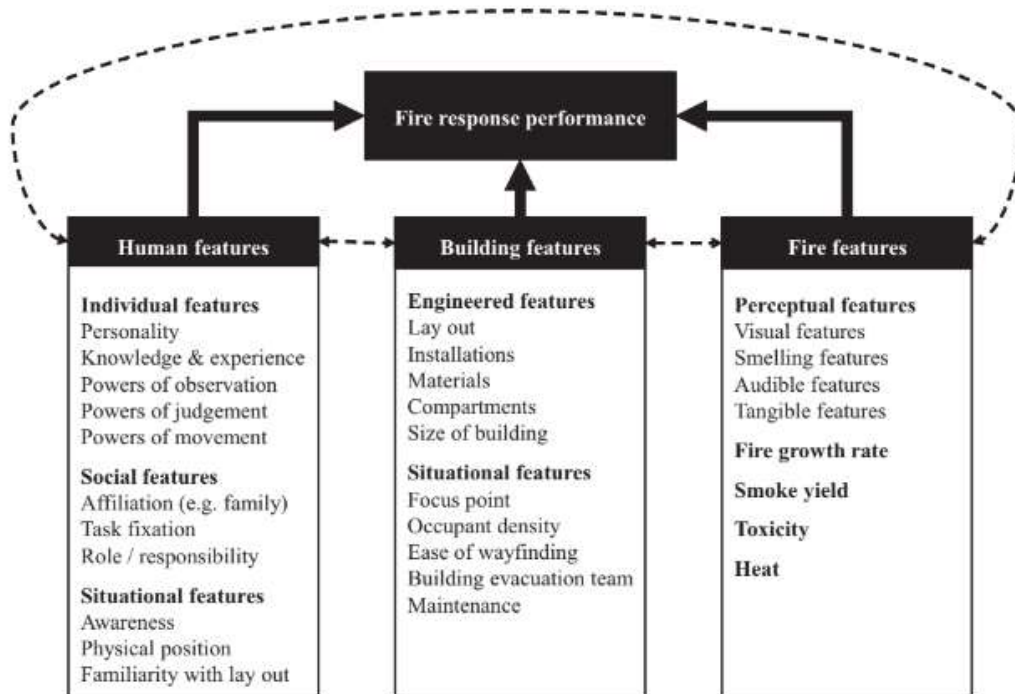 Fire response performance
Human features
Individual features
Personality
Knowledge & experience
Powers of observation
Powers of judgement
Powers of movement
Social features
Affiliation (e.g. family)
Task fixation
Role / responsibility
Situational features
Awareness
Physical position
Familiarity with lay out
Building features
Engineered features
Lay out
Installations
Materials
Compartments
Size of building
Situational features
Focus point
Occupant density
Ease of wayfinding
Building evacuation team
Maintenance
Fire features
Perceptual features
Visual features
Smelling features
Audible features
Tangible features
Fire growth rate
Smoke yield
Toxicity
Heat